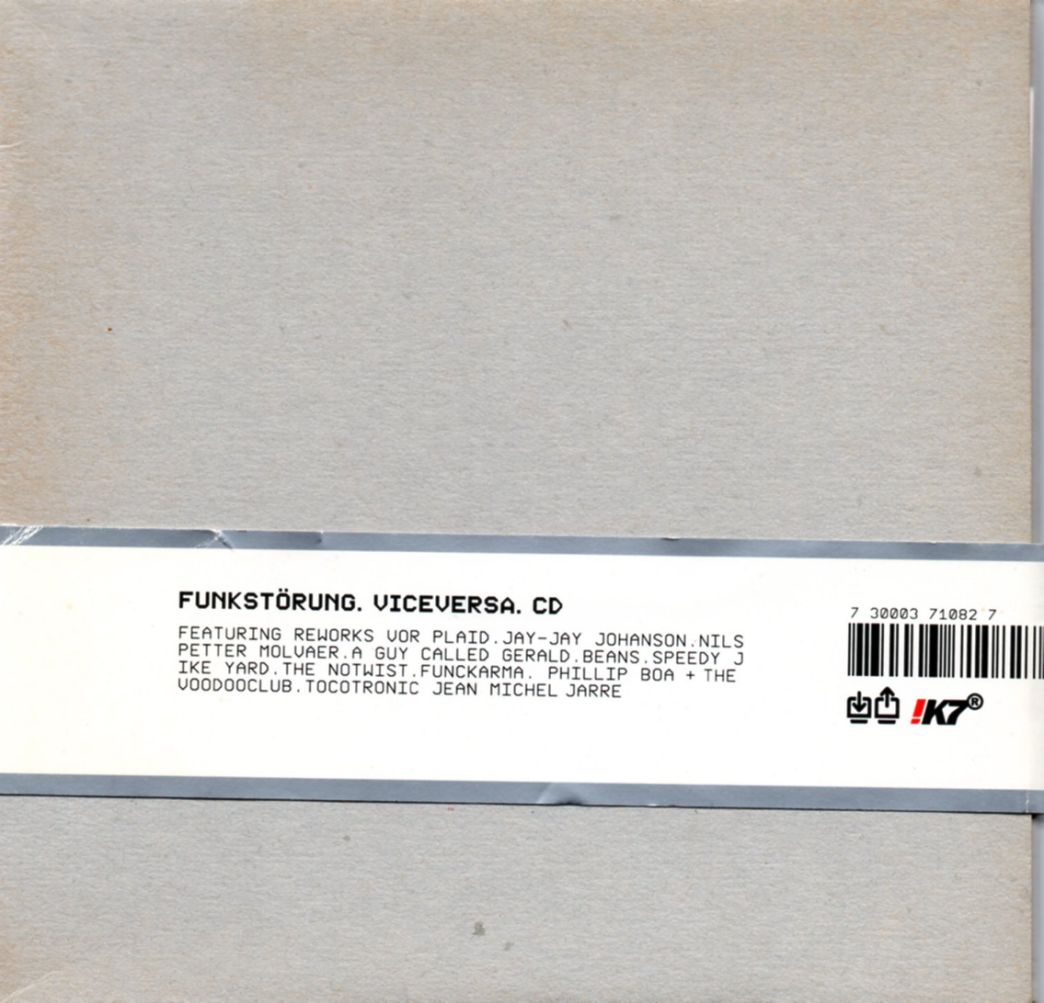 FUNKSTÖRUNG. VICEVERSA. CD
FEATURING REWORKS VOR PLAID.JAY-JAY JOHANSON.NILS
PETTER MOLVAER.A GUY CALLED GERALD.BEANS.SPEEDY J
IKE YARD.THE NOTWIST.FUNCKARMA. PHILLIP BOA + THE
VOODOOCLUB.TOCOTRONIC JEAN MICHEL JARRE
7 30003 71082 7
!K7®